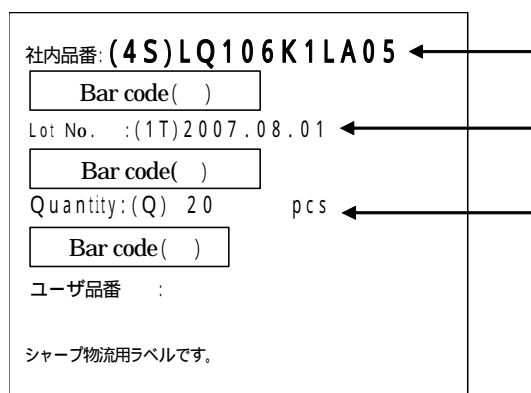 社内品番:(4S)LQ106K1LA05
Bar code(　)
Lot No.　:(1T)2007.08.01
Bar code(　)
Quantity:(Q) 20　pcs
Bar code(　)
ユーザ品番　:
シャープ物流用ラベルです。